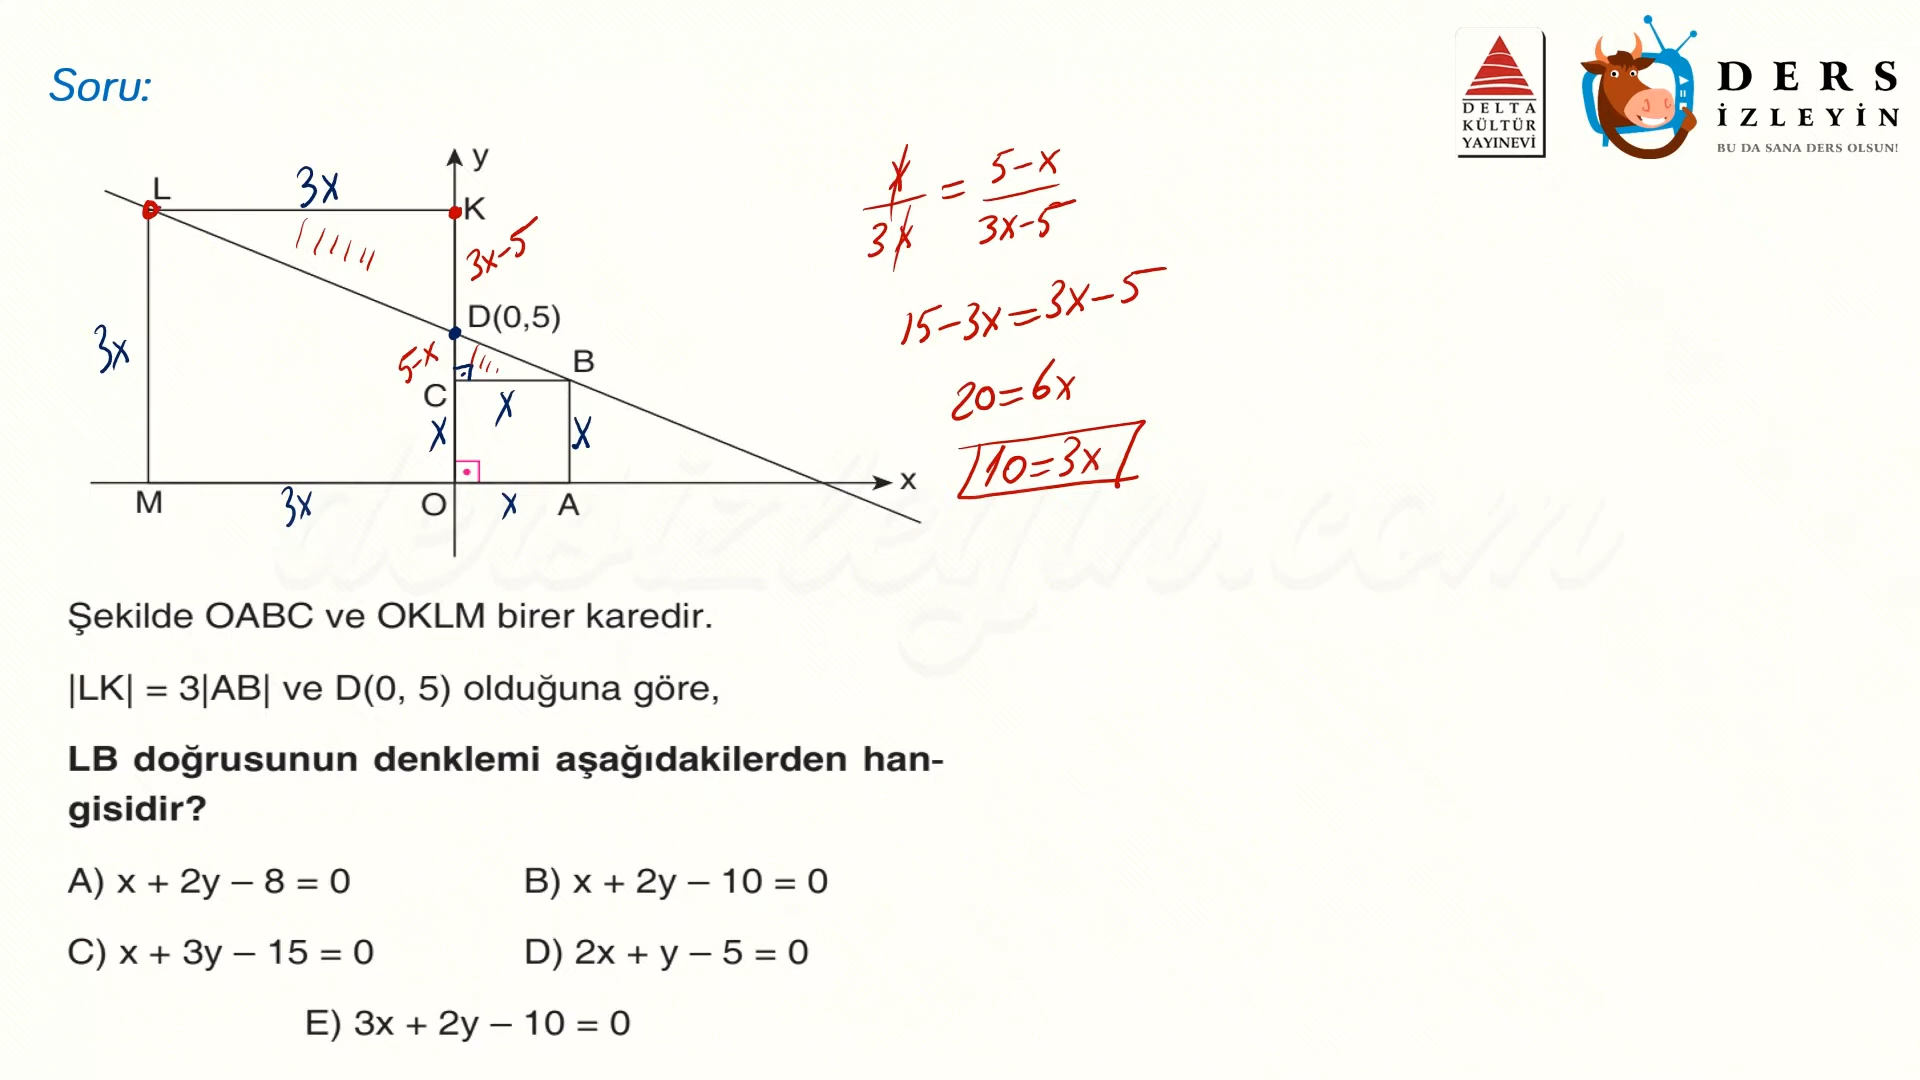 Soru:
DELTA
KÜLTÜR
YAYINEVİ
DERS
İZLEYİN
BU DA SANA DERS OLSUN!
y
L
3x
K
3x-5
D(0,5)
3x
5-x
B
C
x
x
x
x
M
3x
O
x
A
x/3x = 5-x/3x-5
15-3x=3x-5
20=6x
10=3x
dersizleyin.com
Şekilde OABC ve OKLM birer karedir.
|LK| = 3|AB| ve D(0, 5) olduğuna göre,
LB doğrusunun denklemi aşağıdakilerden han-
gisidir?
A) x + 2y – 8 = 0 B) x + 2y – 10 = 0
C) x + 3y – 15 = 0 D) 2x + y – 5 = 0
E) 3x + 2y – 10 = 0